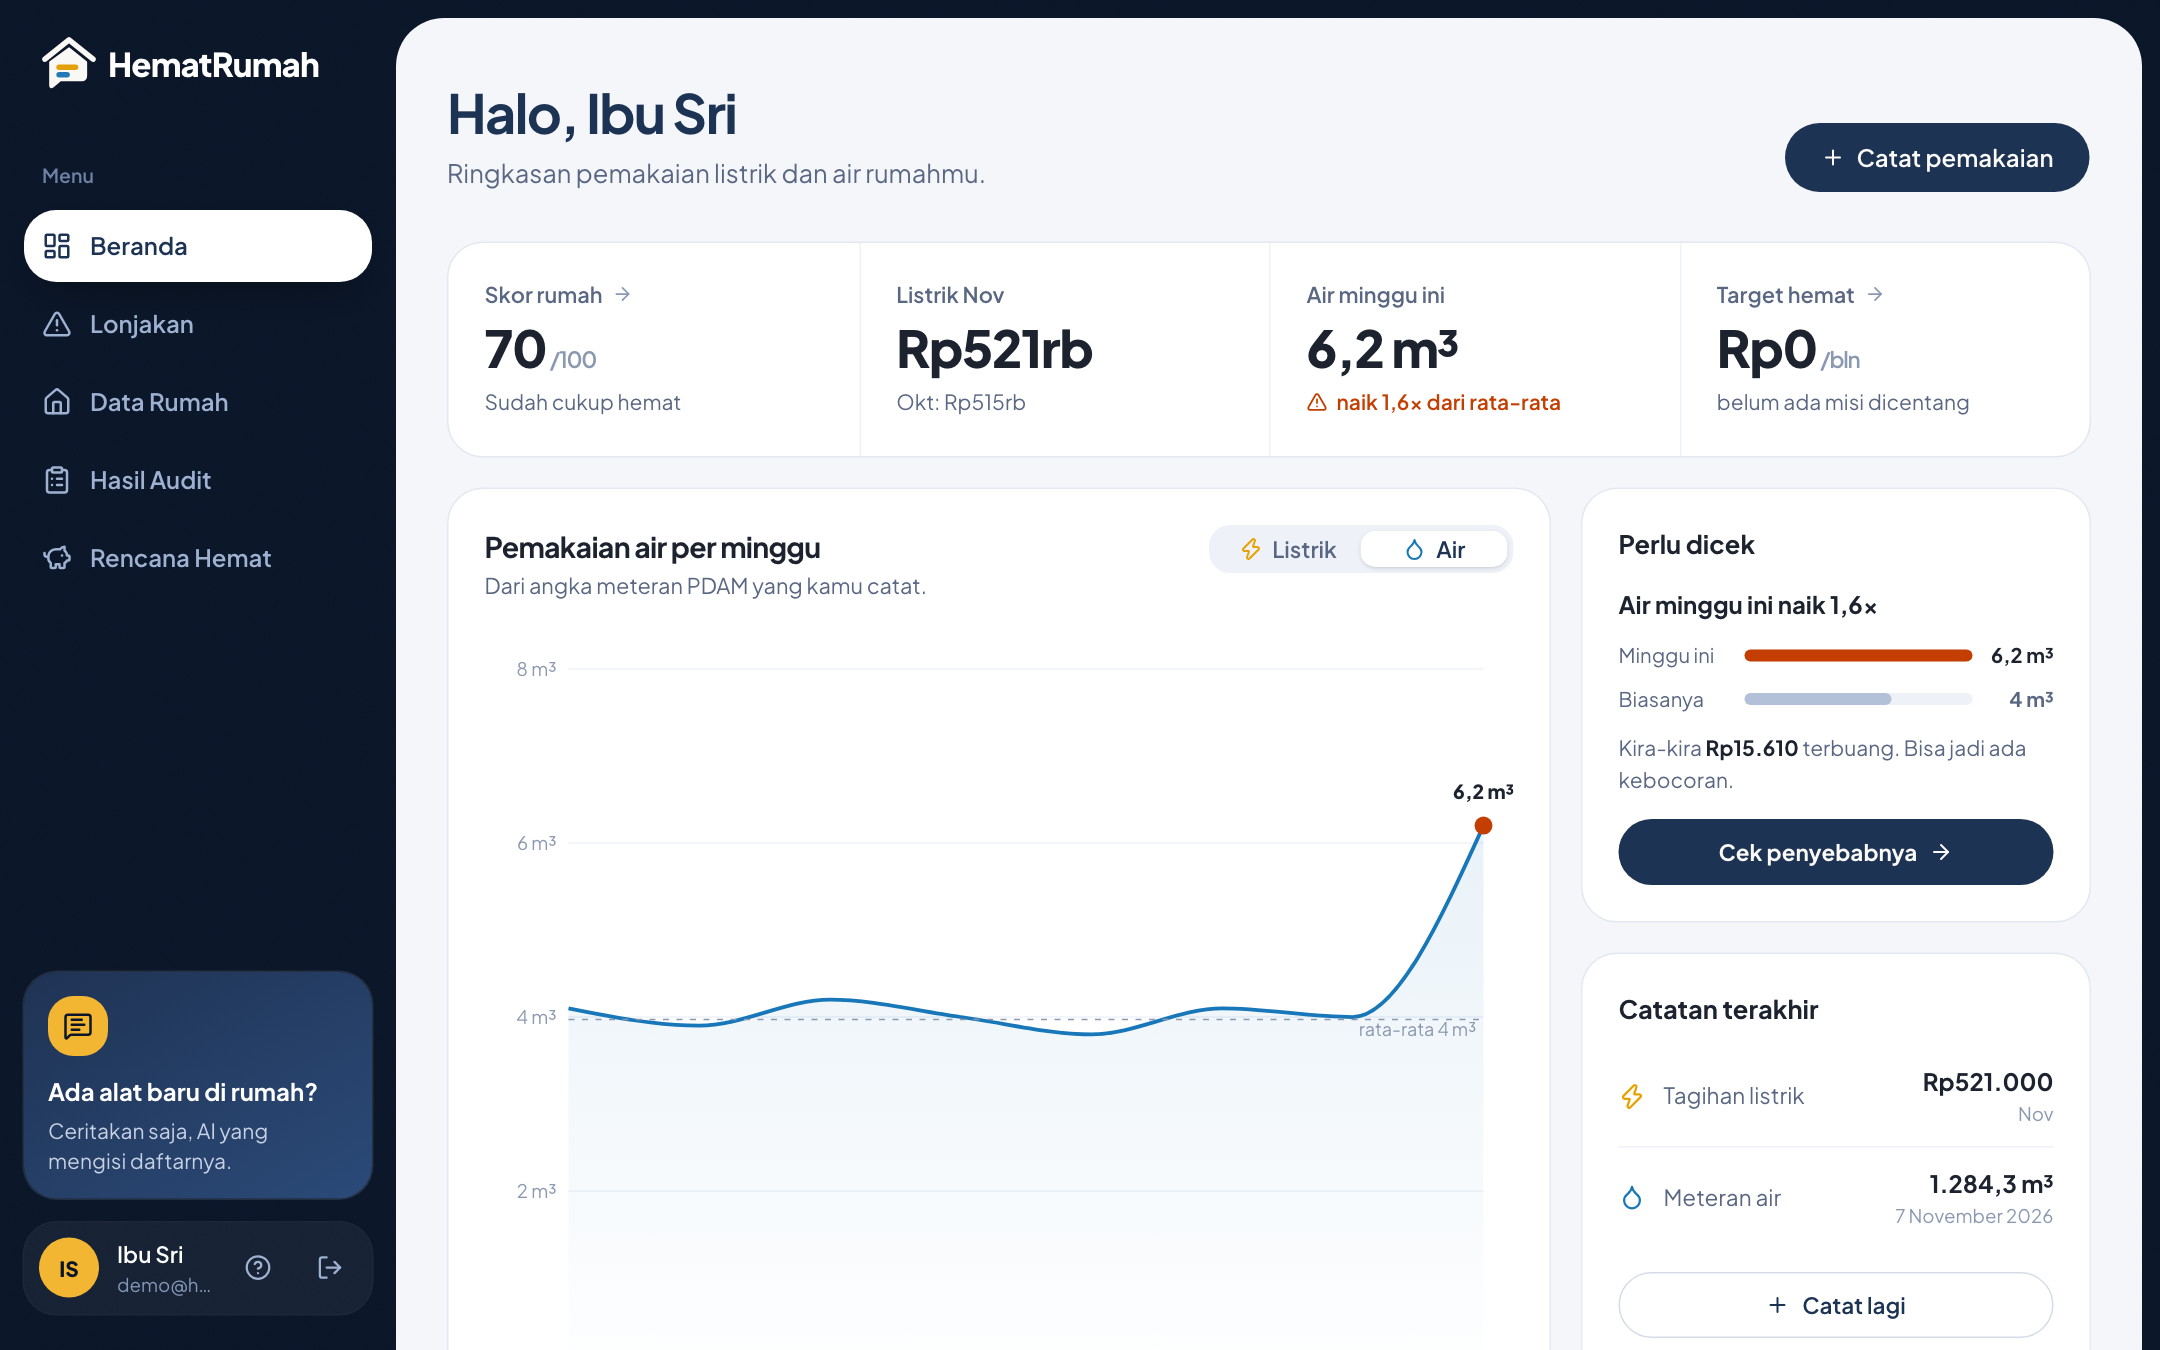 HematRumah
Menu
Beranda
Lonjakan
Data Rumah
Hasil Audit
Rencana Hemat
Ada alat baru di rumah?
Ceritakan saja, AI yang
mengisi daftarnya.
IS
Ibu Sri
demo@h...
Halo, Ibu Sri
Ringkasan pemakaian listrik dan air rumahmu.
+ Catat pemakaian
Skor rumah →
70 /100
Sudah cukup hemat
Listrik Nov
Rp521rb
Okt: Rp515rb
Air minggu ini
6,2 m³
naik 1,6× dari rata-rata
Target hemat →
Rp0 /bln
belum ada misi dicentang
Pemakaian air per minggu
Dari angka meteran PDAM yang kamu catat.
Listrik
Air
8 m³
6,2 m³
6 m³
4 m³
rata-rata 4 m³
2 m³
Perlu dicek
Air minggu ini naik 1,6×
Minggu ini 6,2 m³
Biasanya 4 m³
Kira-kira Rp15.610 terbuang. Bisa jadi ada
kebocoran.
Cek penyebabnya →
Catatan terakhir
Tagihan listrik Rp521.000
Nov
Meteran air 1.284,3 m³
7 November 2026
+ Catat lagi